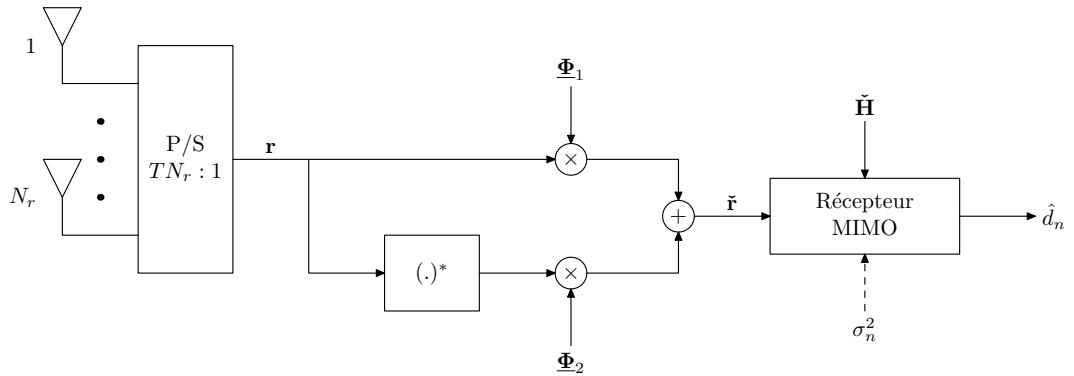 1
N_r
P/S
TN_r : 1
r
(.)*
Φ_1
×
×
Φ_2
+
ř
Ȟ
Récepteur
MIMO
σ_n^2
d̂_n